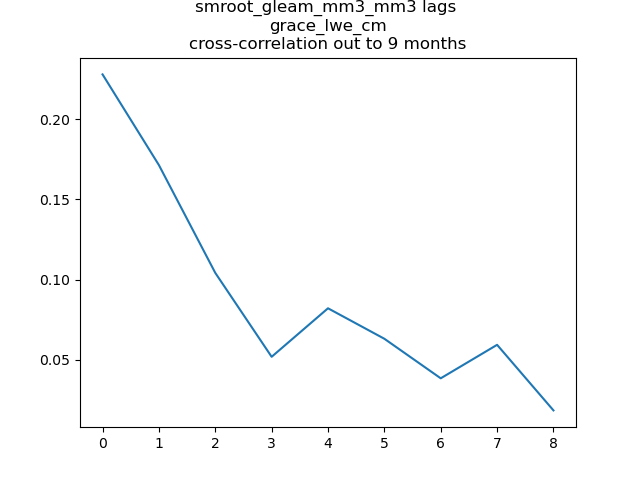 smroot_gleam_mm3_mm3 lags
grace_lwe_cm
cross-correlation out to 9 months
0.20
0.15
0.10
0.05
0 1 2 3 4 5 6 7 8